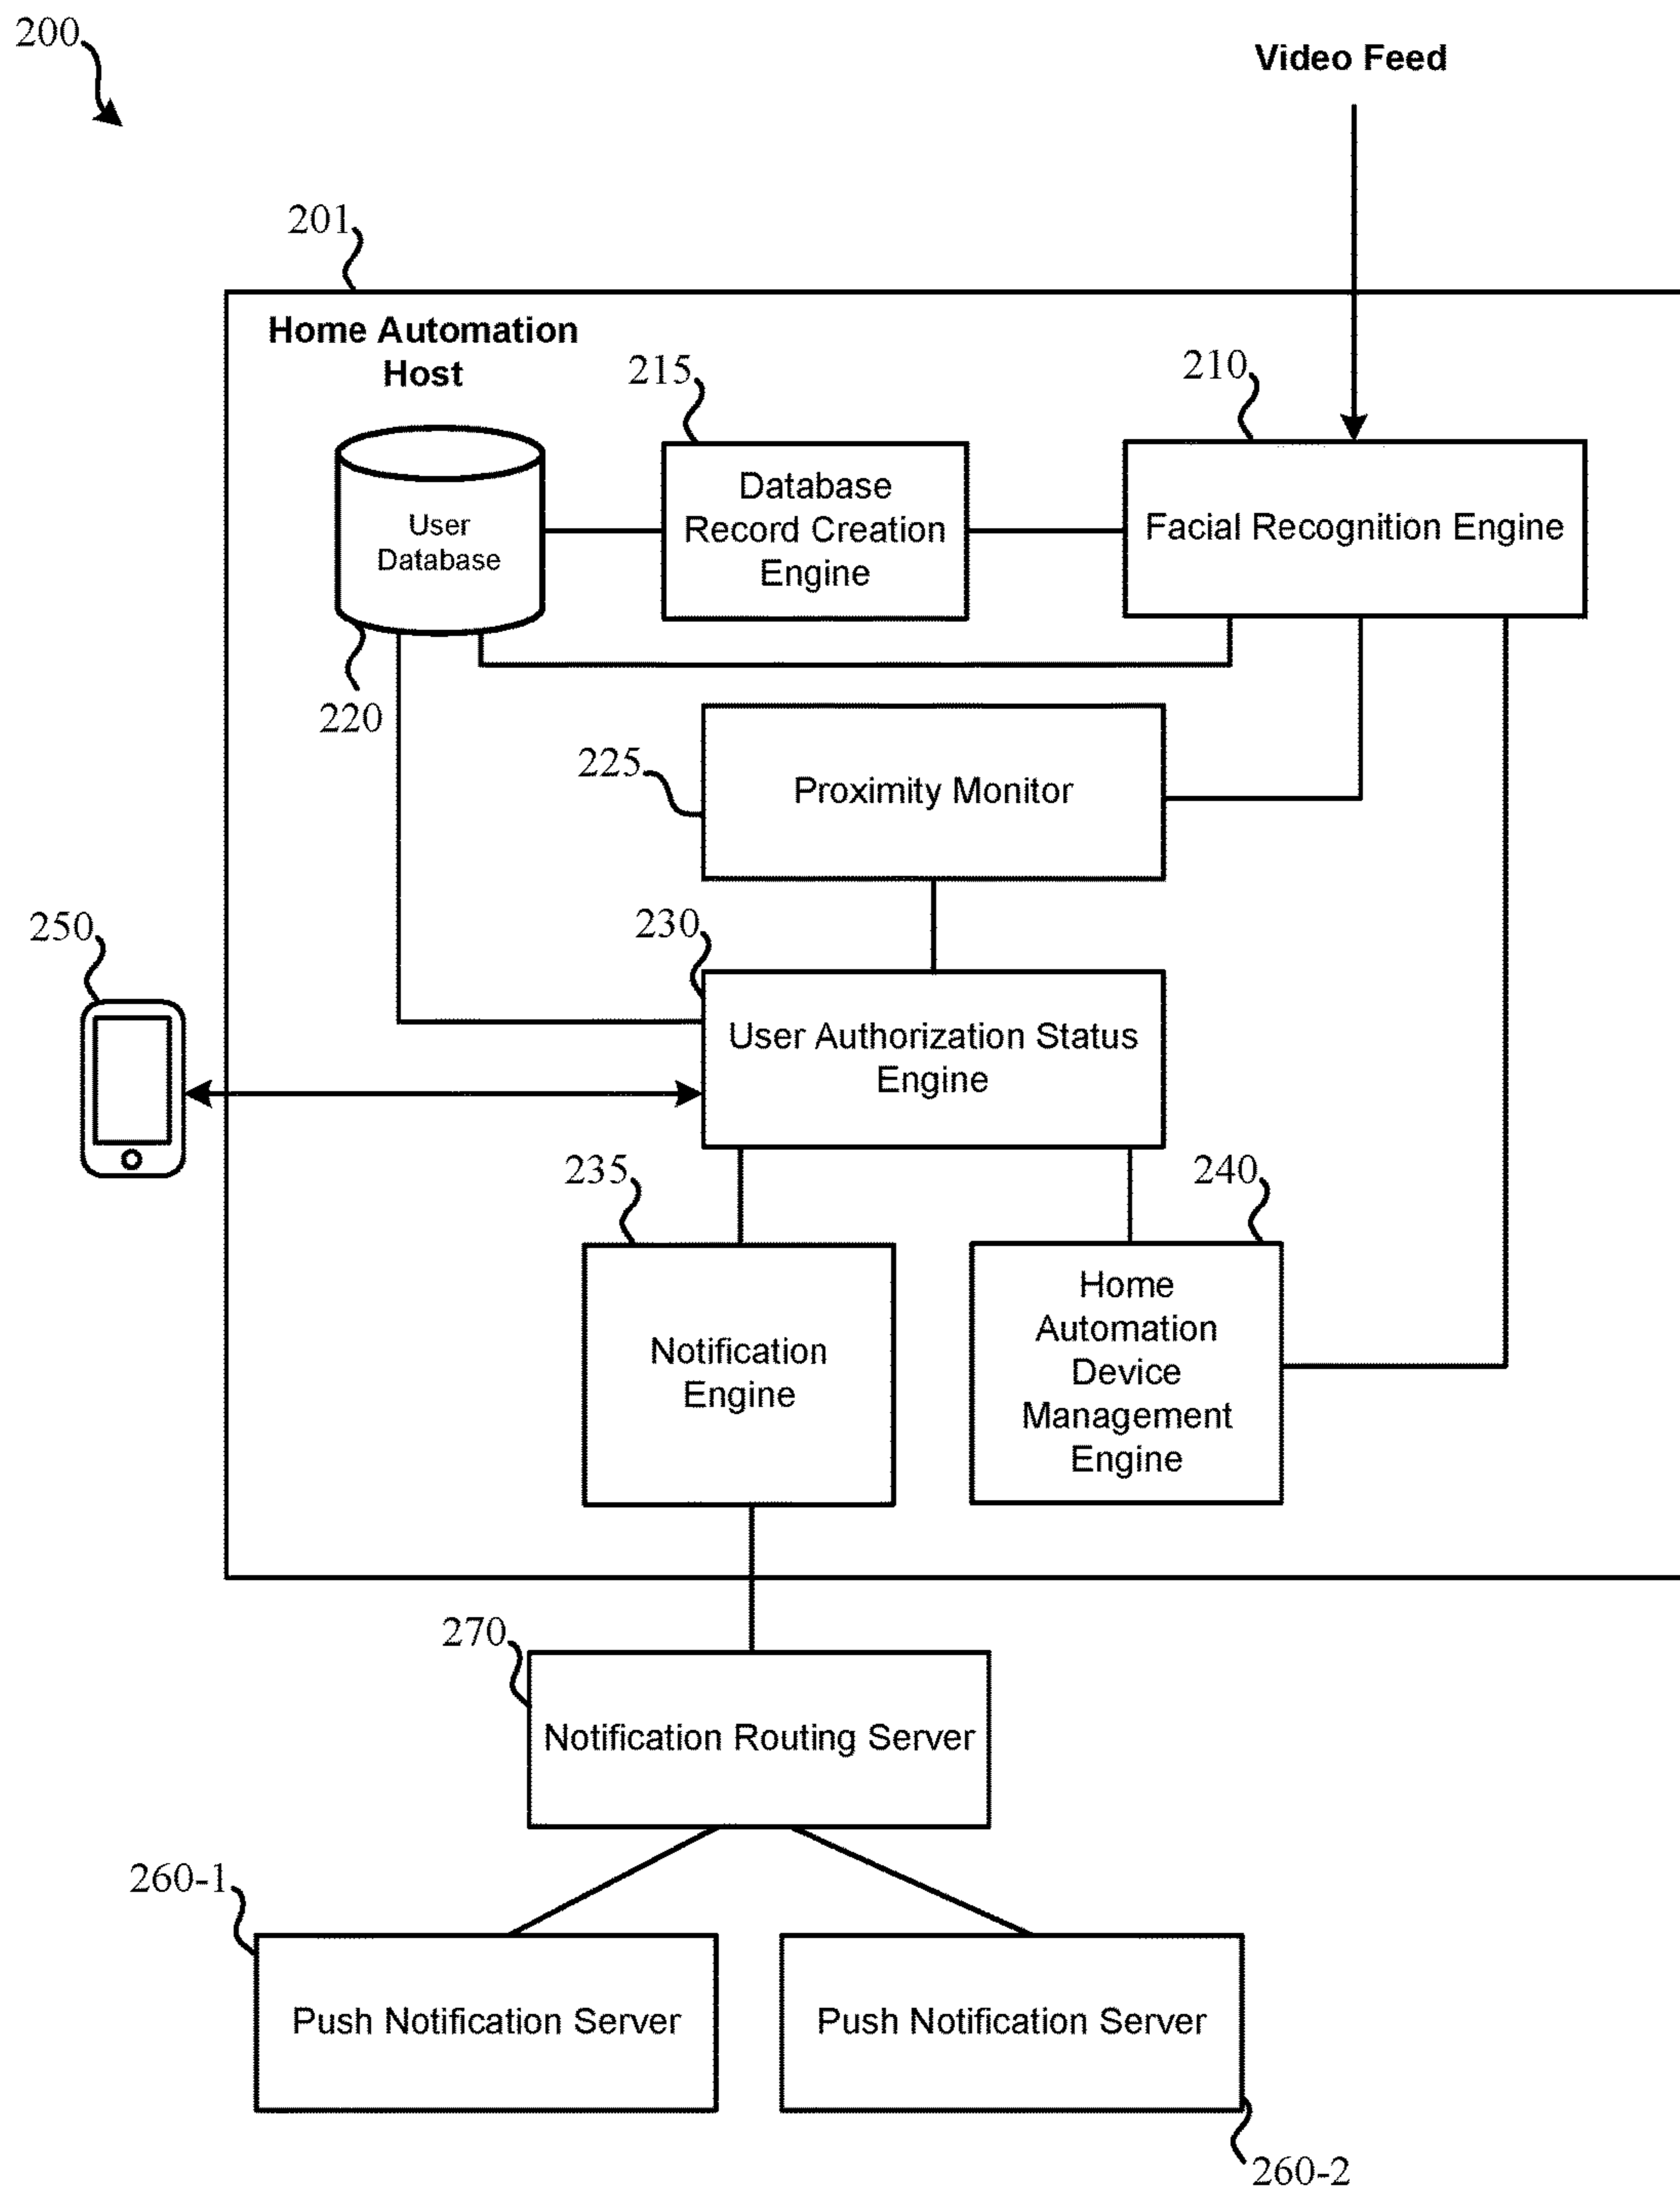 200
Video Feed
201
Home Automation
Host
215
210
Database
Record Creation
Engine
Facial Recognition Engine
User
Database
220
225
Proximity Monitor
250
230
User Authorization Status
Engine
235
240
Notification
Engine
Home
Automation
Device
Management
Engine
270
Notification Routing Server
260-1
Push Notification Server
Push Notification Server
260-2